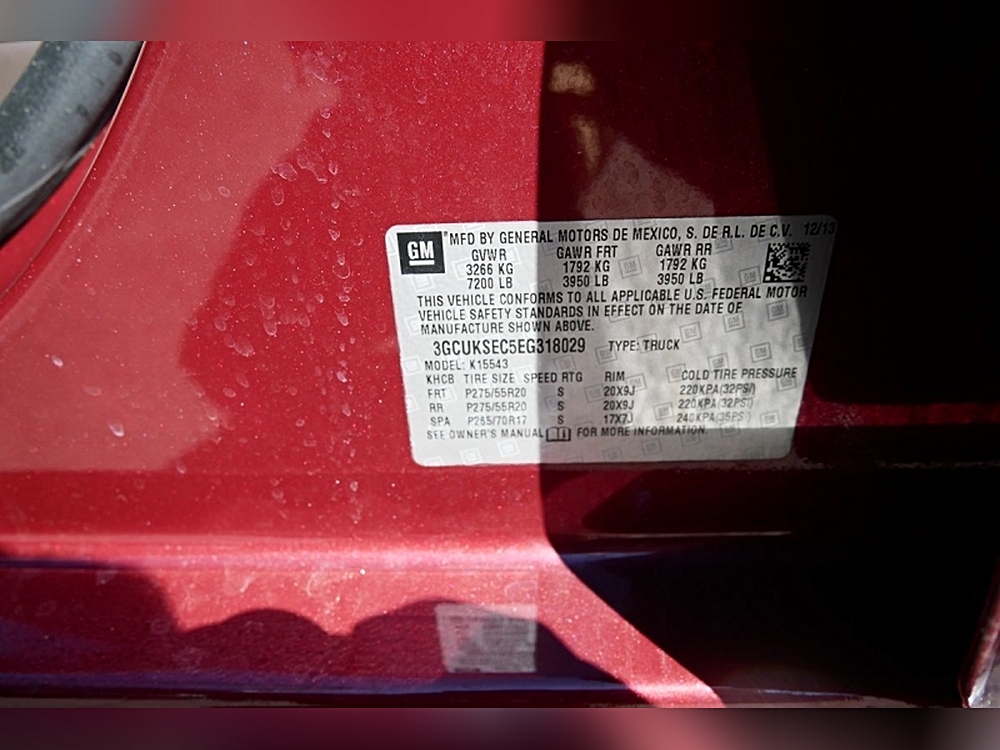 GM
®MFD BY GENERAL MOTORS DE MEXICO, S. DE R.L. DE C.V. 12/13
GVWR GAWR FRT GAWR RR
3266 KG 1792 KG 1792 KG
7200 LB 3950 LB 3950 LB
THIS VEHICLE CONFORMS TO ALL APPLICABLE U.S. FEDERAL MOTOR
VEHICLE SAFETY STANDARDS IN EFFECT ON THE DATE OF
MANUFACTURE SHOWN ABOVE.
3GCUKSEC5EG318029 TYPE: TRUCK
MODEL: K15543
KHCB TIRE SIZE SPEED RTG RIM COLD TIRE PRESSURE
FRT P275/55R20 S 20X9J 220KPA(32PSI)
RR P275/55R20 S 20X9J 220KPA(32PSI)
SPA P265/70R17 S 17X7J 240KPA(35PSI)
SEE OWNER'S MANUAL FOR MORE INFORMATION.